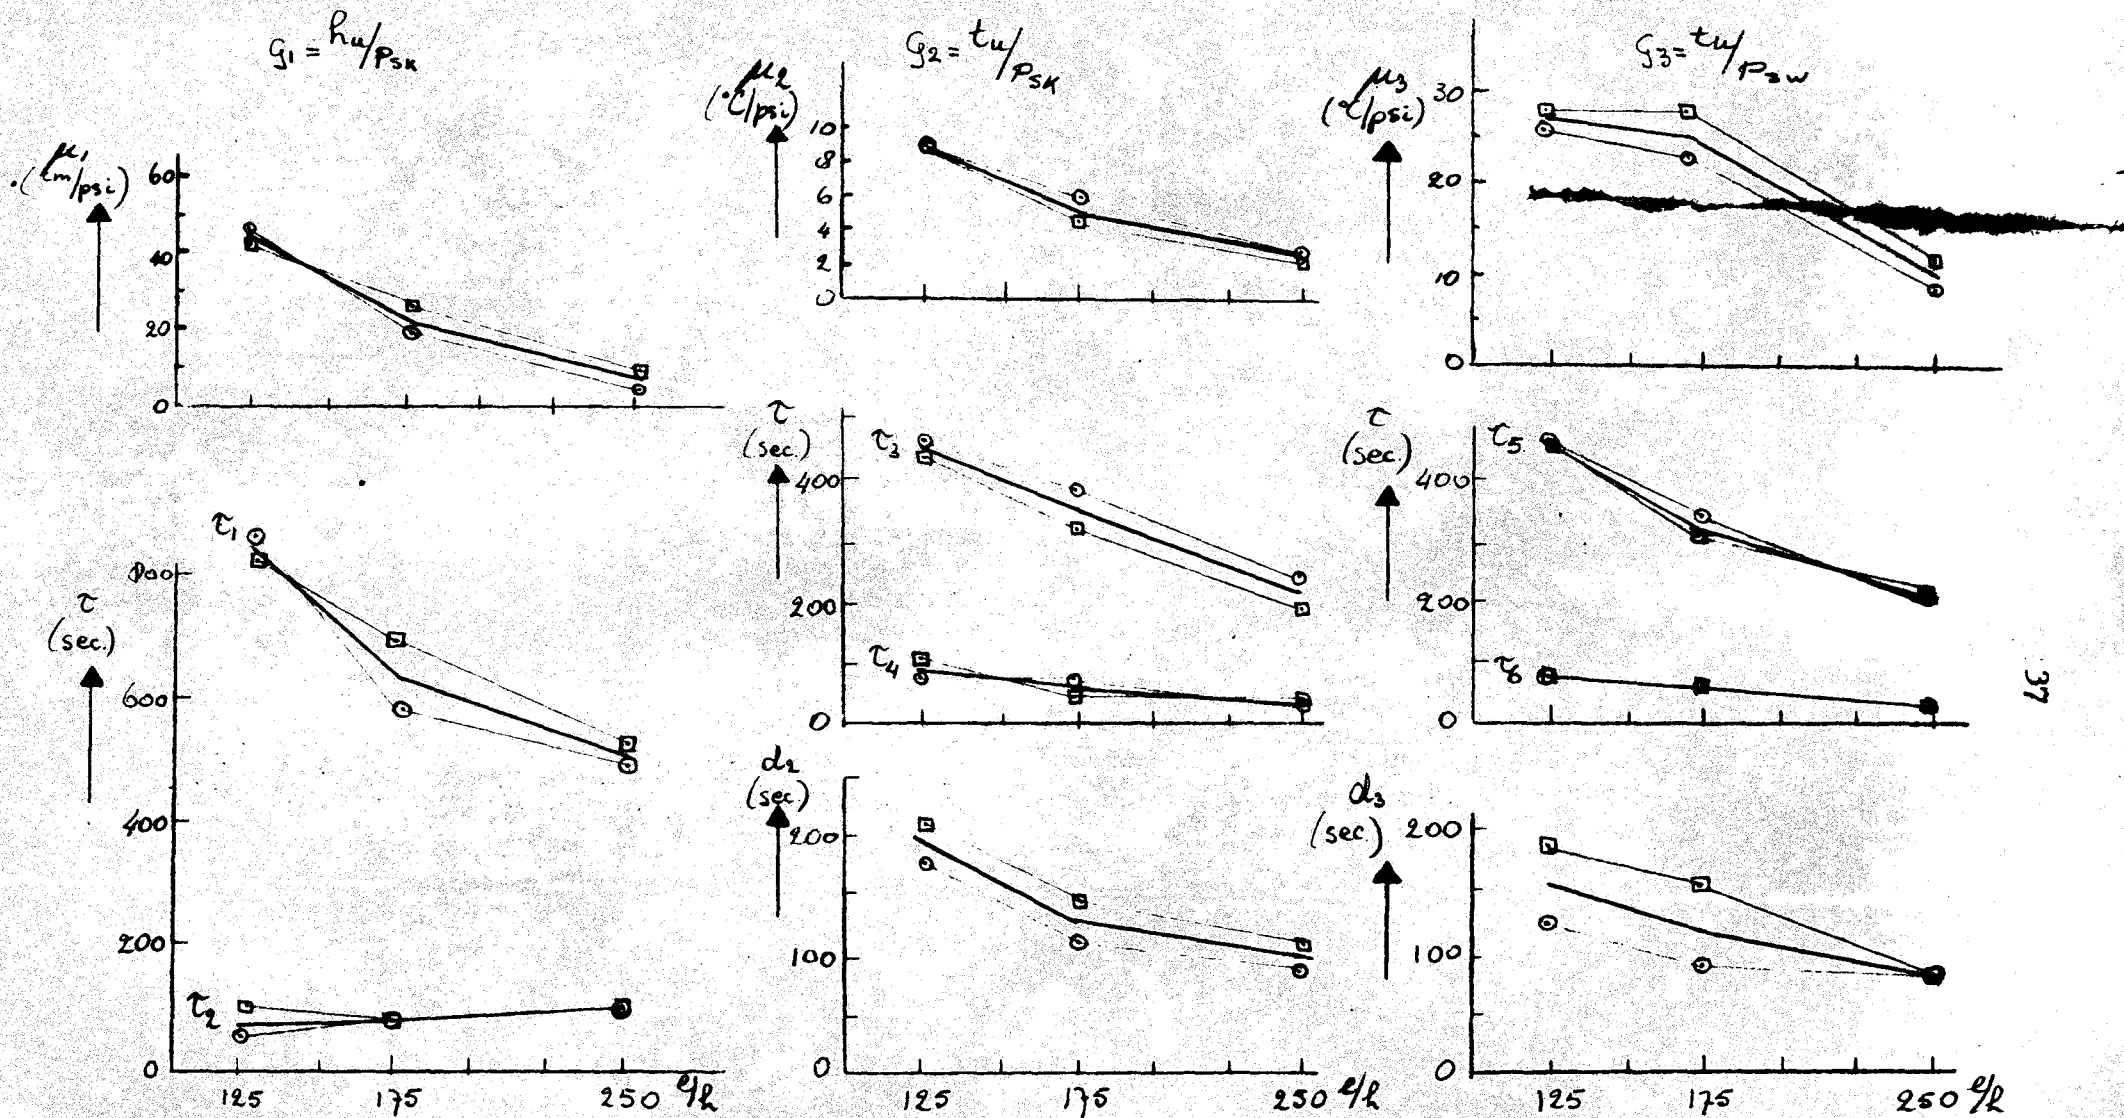 G₁ = hu/PSK
G₂ = tu/PSK
G₃ = tu/PSW
μ₁
(cm/psi)
60
40
20
0
μ₂
(°C/psi)
10
8
6
4
2
0
μ₃
(°C/psi)
30
20
10
0
τ
(sec.)
τ₁
800
600
400
200
τ₂
0
125 175 250 l/h
τ
(sec.)
τ₃
400
200
τ₄
0
τ
(sec.)
τ₅
400
200
τ₆
0
d₂
(sec.)
200
100
0
125 175 250 l/h
d₃
(sec.)
200
100
0
125 175 250 l/h
37